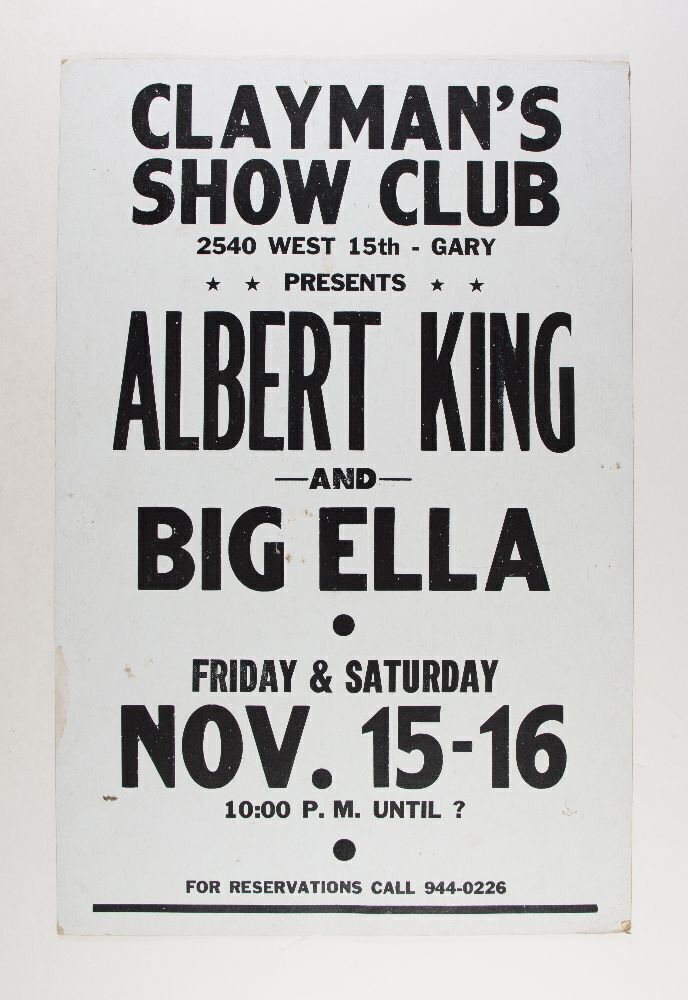 CLAYMAN'S
SHOW CLUB
2540 WEST 15th - GARY
★ ★ PRESENTS ★ ★
ALBERT KING
—AND—
BIG ELLA
●
FRIDAY & SATURDAY
NOV. 15-16
10:00 P. M. UNTIL ?
●
FOR RESERVATIONS CALL 944-0226